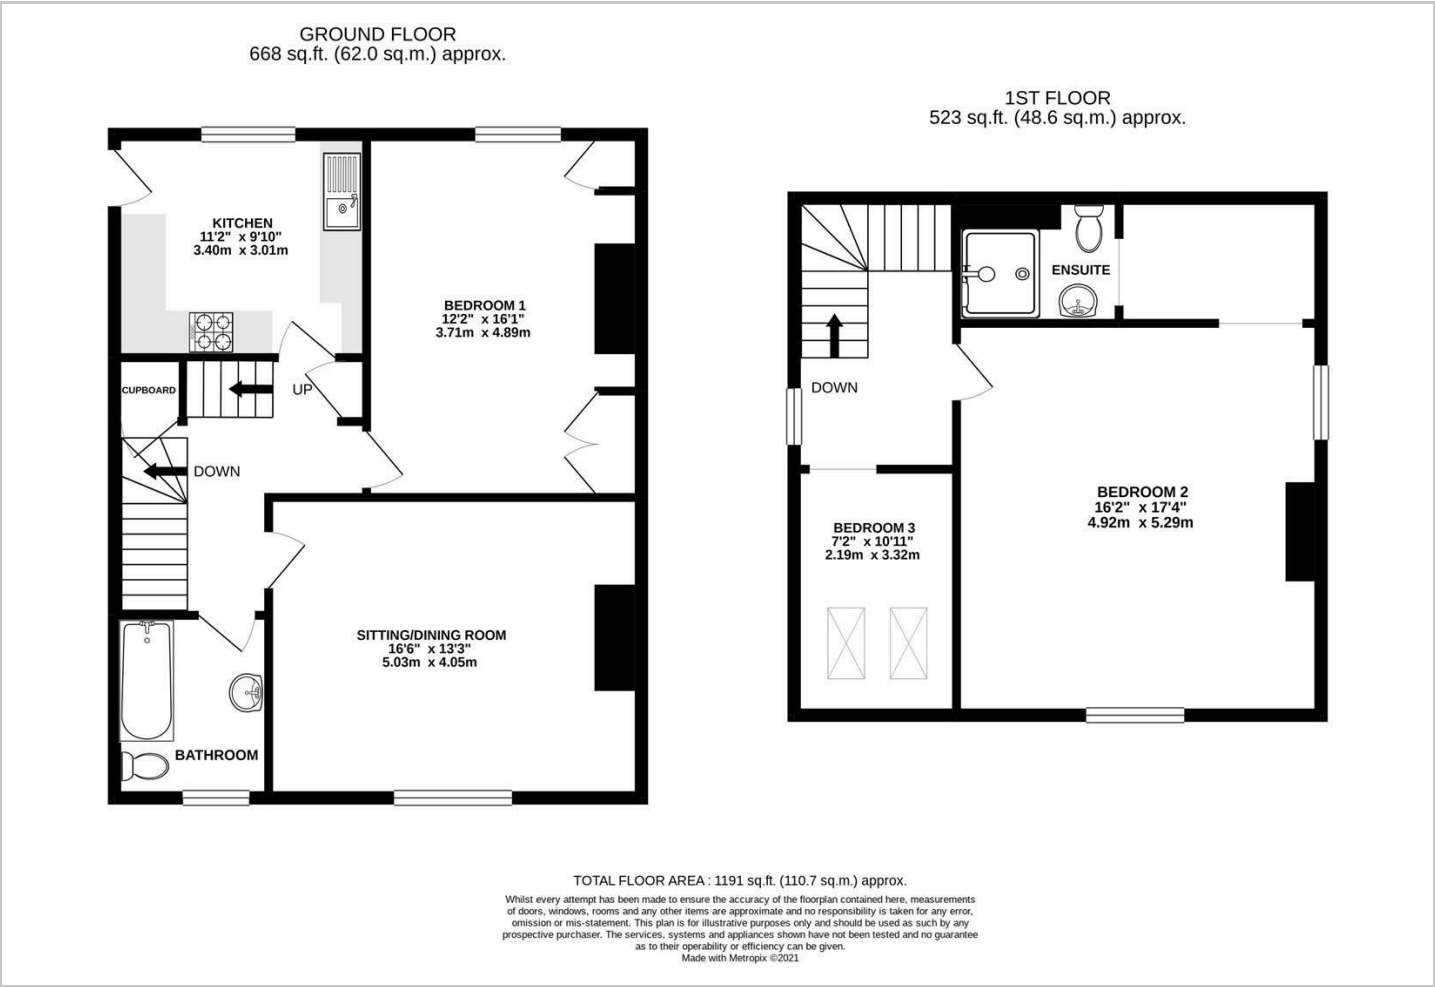 GROUND FLOOR
668 sq.ft. (62.0 sq.m.) approx.
KITCHEN
11'2" x 9'10"
3.40m x 3.01m
BEDROOM 1
12'2" x 16'1"
3.71m x 4.89m
CUPBOARD
UP
DOWN
SITTING/DINING ROOM
16'6" x 13'3"
5.03m x 4.05m
BATHROOM
1ST FLOOR
523 sq.ft. (48.6 sq.m.) approx.
ENSUITE
DOWN
BEDROOM 2
16'2" x 17'4"
4.92m x 5.29m
BEDROOM 3
7'2" x 10'11"
2.19m x 3.32m
TOTAL FLOOR AREA : 1191 sq.ft. (110.7 sq.m.) approx.
Whilst every attempt has been made to ensure the accuracy of the floorplan contained here, measurements
of doors, windows, rooms and any other items are approximate and no responsibility is taken for any error,
omission or mis-statement. This plan is for illustrative purposes only and should be used as such by any
prospective purchaser. The services, systems and appliances shown have not been tested and no guarantee
as to their operability or efficiency can be given.
Made with Metropix ©2021